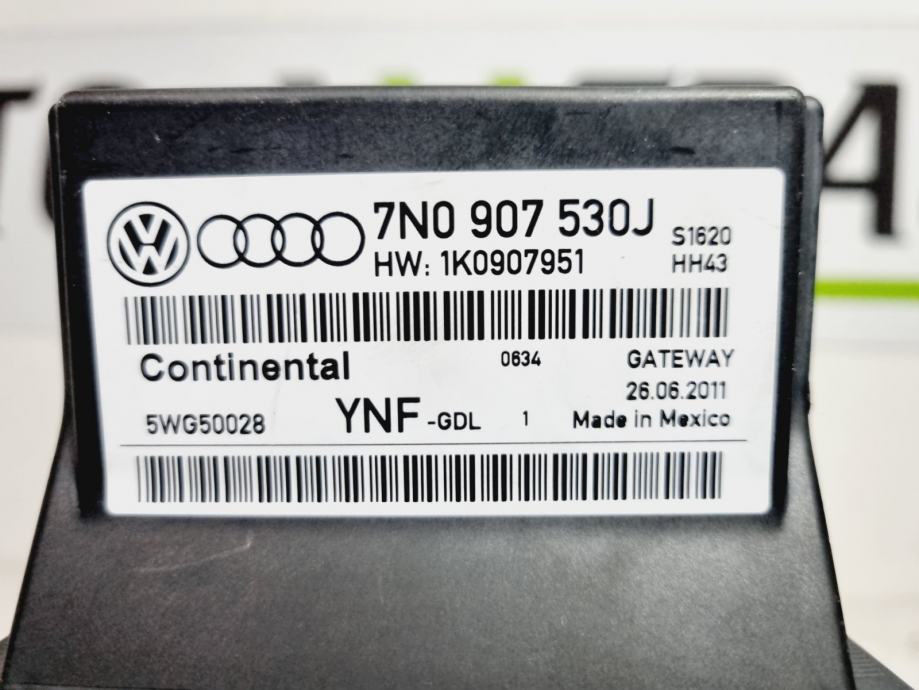 7N0 907 530J S1620
HW: 1K0907951 HH43
Continental 0634 GATEWAY
26.06.2011
5WG50028 YNF-GDL 1 Made in Mexico